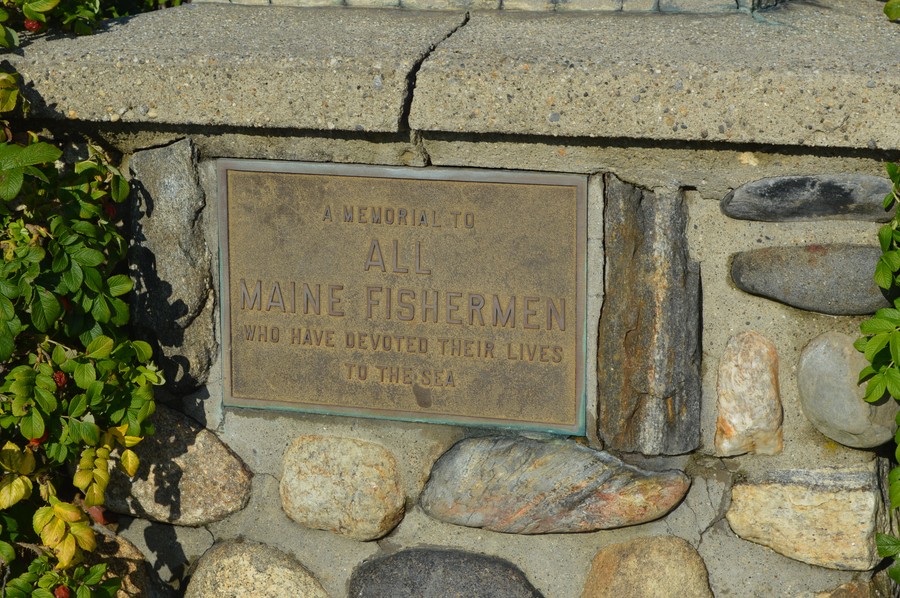 A MEMORIAL TO
ALL
MAINE FISHERMEN
WHO HAVE DEVOTED THEIR LIVES
TO THE SEA